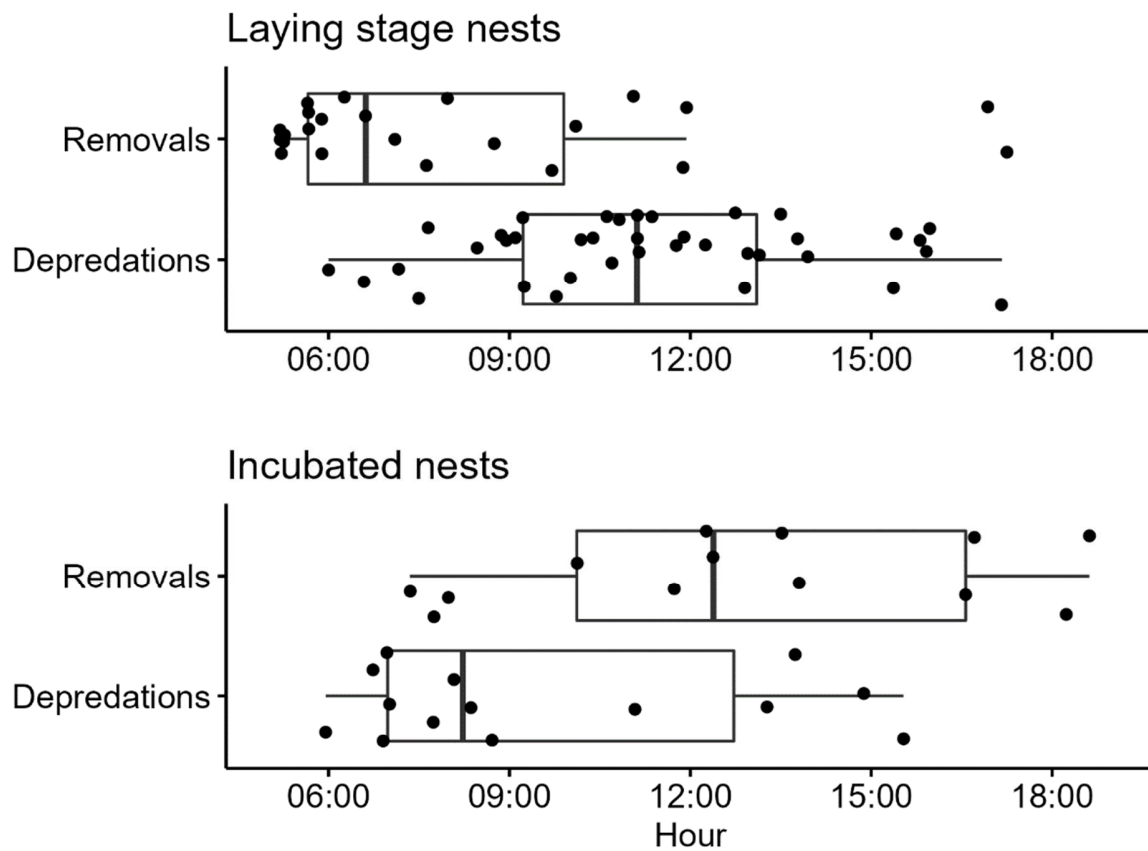 Laying stage nests
Removals
Depredations
06:00 09:00 12:00 15:00 18:00
Incubated nests
Removals
Depredations
06:00 09:00 12:00 15:00 18:00
Hour